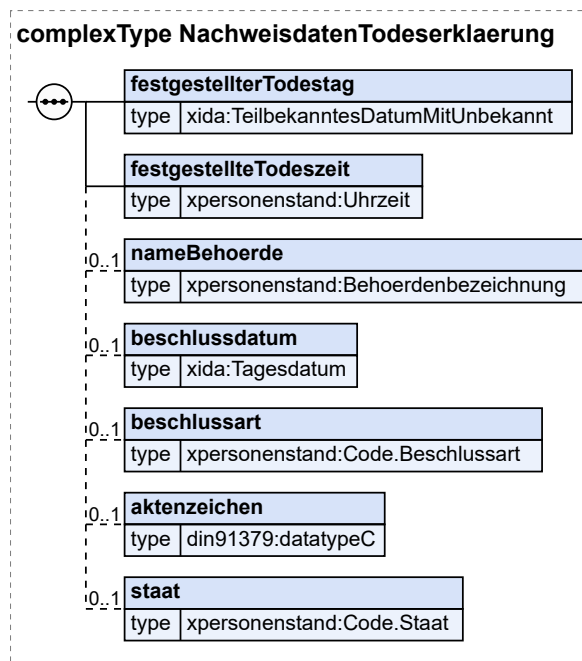 complexType NachweisdatenTodeserklaerung
festgestellterTodestag
type xida:TeilbekanntesDatumMitUnbekannt
festgestellteTodeszeit
type xpersonenstand:Uhrzeit
0..1 nameBehoerde
type xpersonenstand:Behoerdenbezeichnung
0..1 beschlussdatum
type xida:Tagesdatum
0..1 beschlussart
type xpersonenstand:Code.Beschlussart
0..1 aktenzeichen
type din91379:datatypeC
0..1 staat
type xpersonenstand:Code.Staat